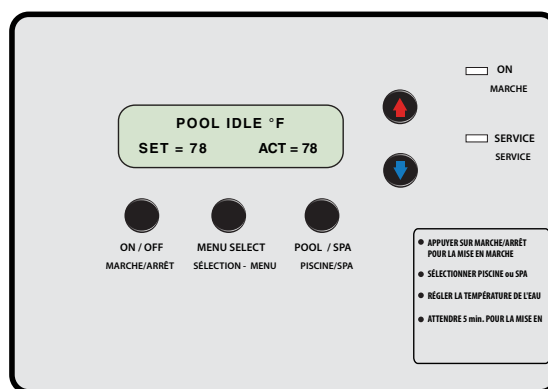 ON
MARCHE
POOL IDLE °F
SET = 78 ACT = 78
SERVICE
SERVICE
ON / OFF MENU SELECT POOL / SPA
MARCHE/ARRÊT SÉLECTION - MENU PISCINE/SPA
• APPUYER SUR MARCHE/ARRÊT
POUR LA MISE EN MARCHE
• SÉLECTIONNER PISCINE ou SPA
• RÉGLER LA TEMPÉRATURE DE L'EAU
• ATTENDRE 5 min. POUR LA MISE EN